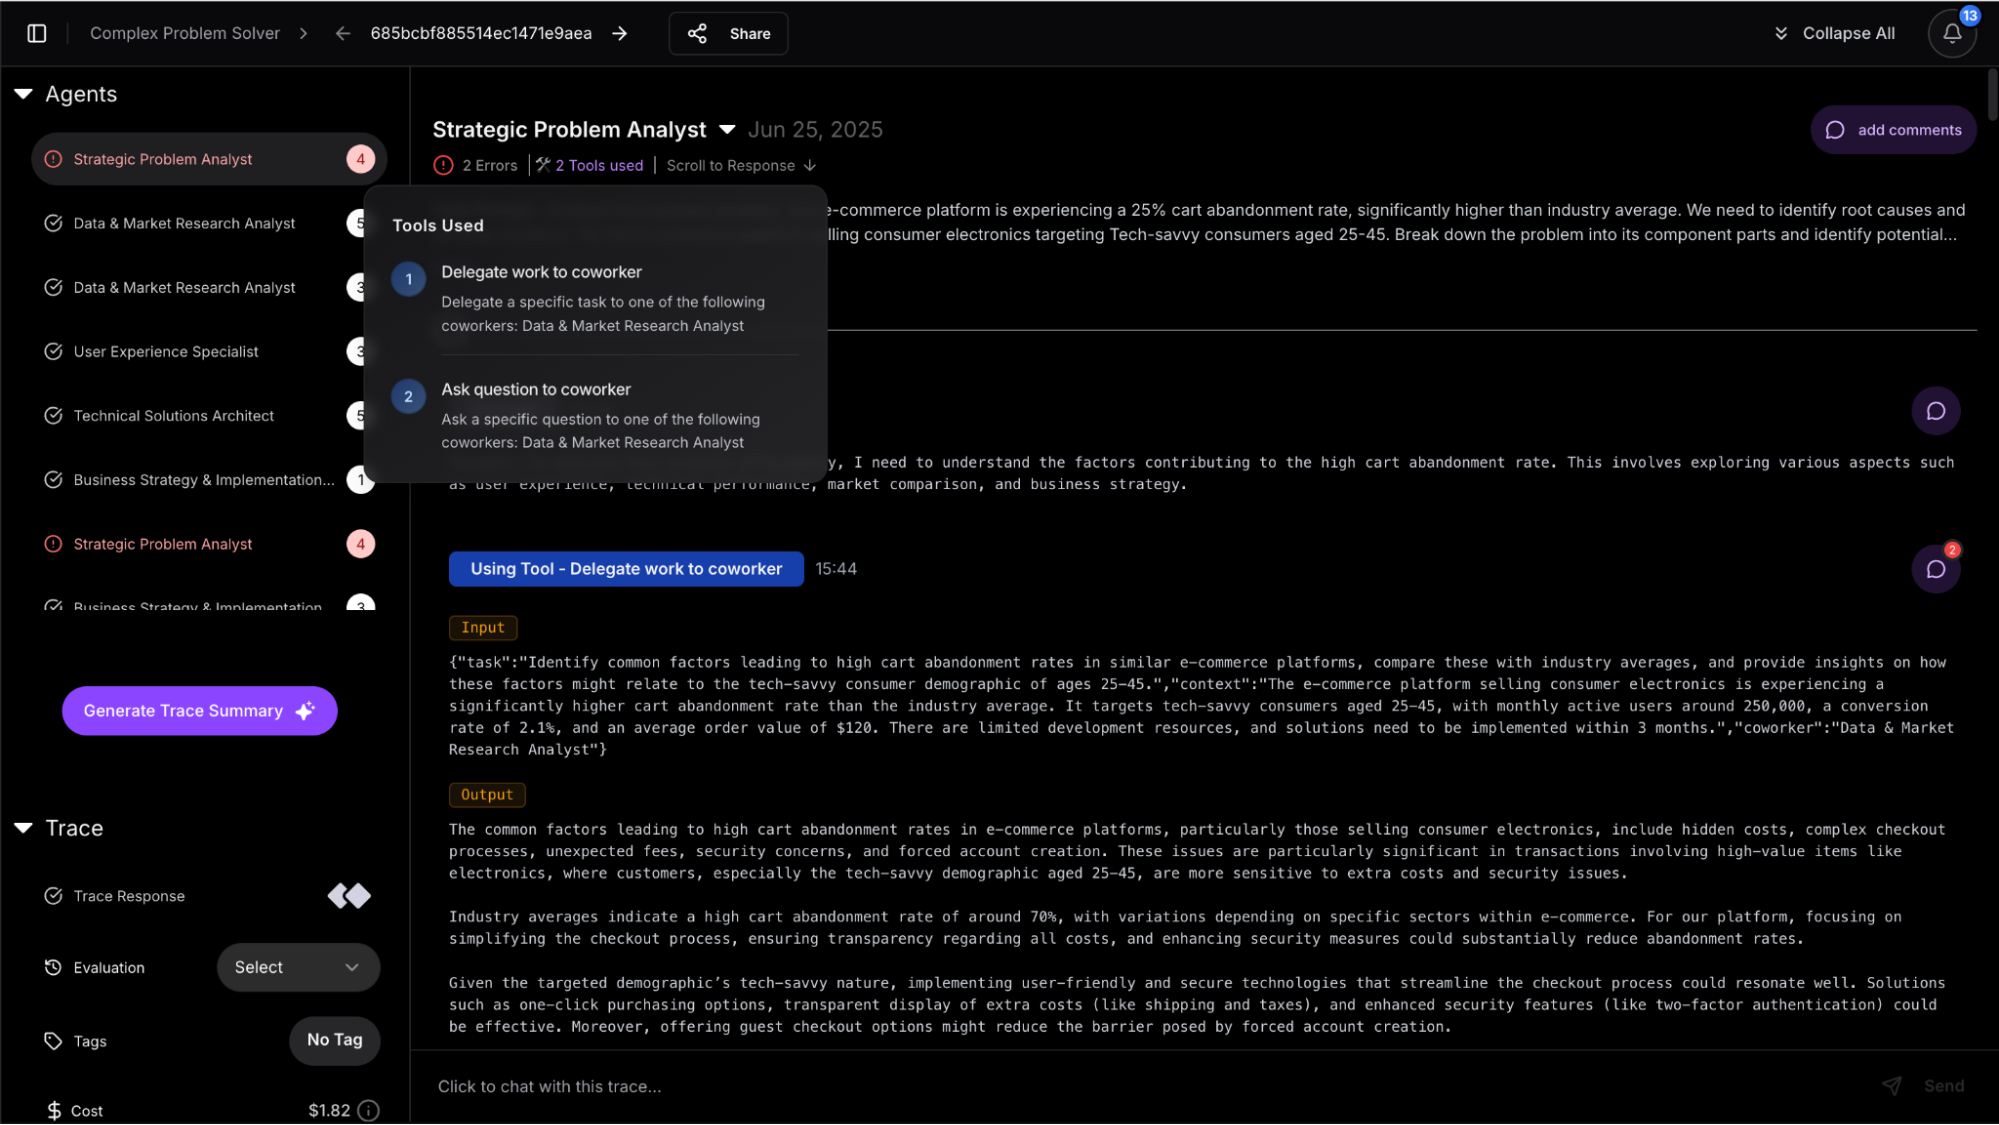 Complex Problem Solver
685bcbf885514ec1471e9aea
Share
Collapse All
13
Agents
Strategic Problem Analyst
4
Data & Market Research Analyst
5
Data & Market Research Analyst
3
User Experience Specialist
3
Technical Solutions Architect
5
Business Strategy & Implementation...
1
Strategic Problem Analyst
4
Business Strategy & Implementation
3
Generate Trace Summary
Trace
Trace Response
Evaluation
Select
Tags
No Tag
Cost
$1.82
Strategic Problem Analyst
Jun 25, 2025
add comments
2 Errors
2 Tools used
Scroll to Response
e-commerce platform is experiencing a 25% cart abandonment rate, significantly higher than industry average. We need to identify root causes and
lling consumer electronics targeting Tech-savvy consumers aged 25-45. Break down the problem into its component parts and identify potential...
Tools Used
1
Delegate work to coworker
Delegate a specific task to one of the following
coworkers: Data & Market Research Analyst
2
Ask question to coworker
Ask a specific question to one of the following
coworkers: Data & Market Research Analyst
y, I need to understand the factors contributing to the high cart abandonment rate. This involves exploring various aspects such
as user experience, technical performance, market comparison, and business strategy.
Using Tool - Delegate work to coworker
15:44
2
Input
{"task":"Identify common factors leading to high cart abandonment rates in similar e-commerce platforms, compare these with industry averages, and provide insights on how
these factors might relate to the tech-savvy consumer demographic of ages 25-45.","context":"The e-commerce platform selling consumer electronics is experiencing a
significantly higher cart abandonment rate than the industry average. It targets tech-savvy consumers aged 25-45, with monthly active users around 250,000, a conversion
rate of 2.1%, and an average order value of $120. There are limited development resources, and solutions need to be implemented within 3 months.","coworker":"Data & Market
Research Analyst"}
Output
The common factors leading to high cart abandonment rates in e-commerce platforms, particularly those selling consumer electronics, include hidden costs, complex checkout
processes, unexpected fees, security concerns, and forced account creation. These issues are particularly significant in transactions involving high-value items like
electronics, where customers, especially the tech-savvy demographic aged 25-45, are more sensitive to extra costs and security issues.
Industry averages indicate a high cart abandonment rate of around 70%, with variations depending on specific sectors within e-commerce. For our platform, focusing on
simplifying the checkout process, ensuring transparency regarding all costs, and enhancing security measures could substantially reduce abandonment rates.
Given the targeted demographic's tech-savvy nature, implementing user-friendly and secure technologies that streamline the checkout process could resonate well. Solutions
such as one-click purchasing options, transparent display of extra costs (like shipping and taxes), and enhanced security features (like two-factor authentication) could
be effective. Moreover, offering guest checkout options might reduce the barrier posed by forced account creation.
Click to chat with this trace...
Send